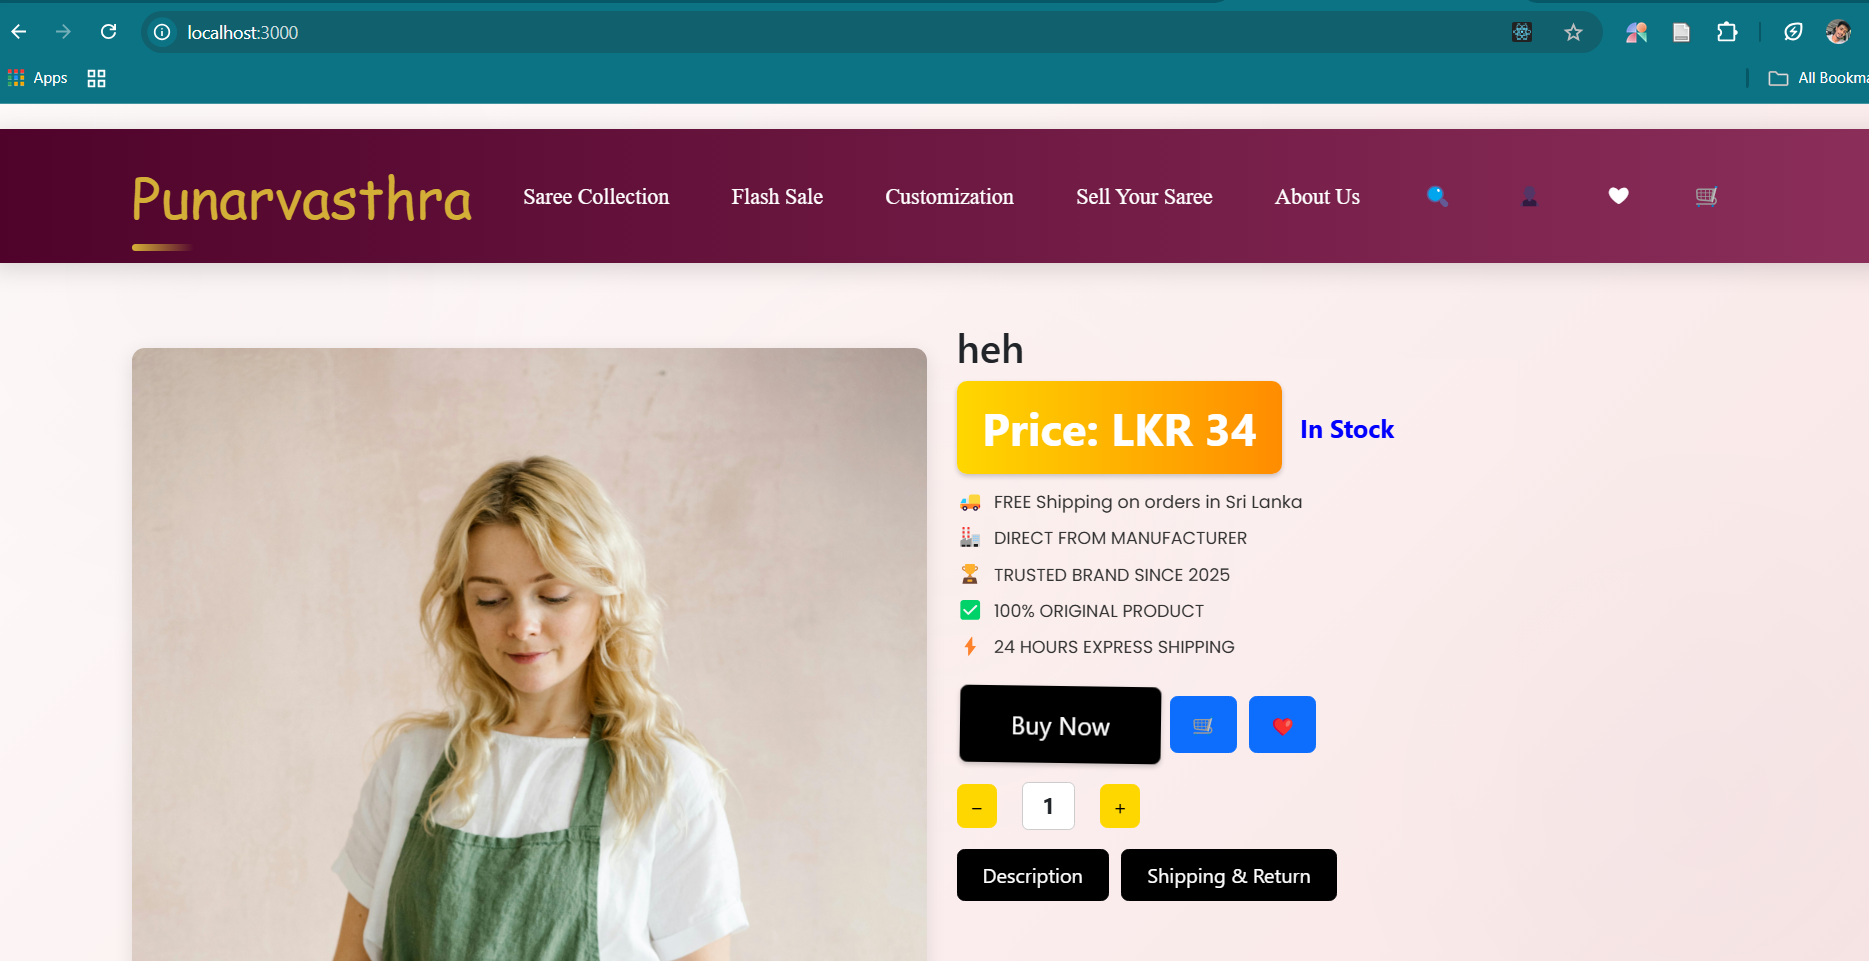 localhost:3000
Apps
All Bookma
Punarvasthra
Saree Collection
Flash Sale
Customization
Sell Your Saree
About Us
heh
Price: LKR 34
In Stock
FREE Shipping on orders in Sri Lanka
DIRECT FROM MANUFACTURER
TRUSTED BRAND SINCE 2025
100% ORIGINAL PRODUCT
24 HOURS EXPRESS SHIPPING
Buy Now
− 1 +
Description
Shipping & Return